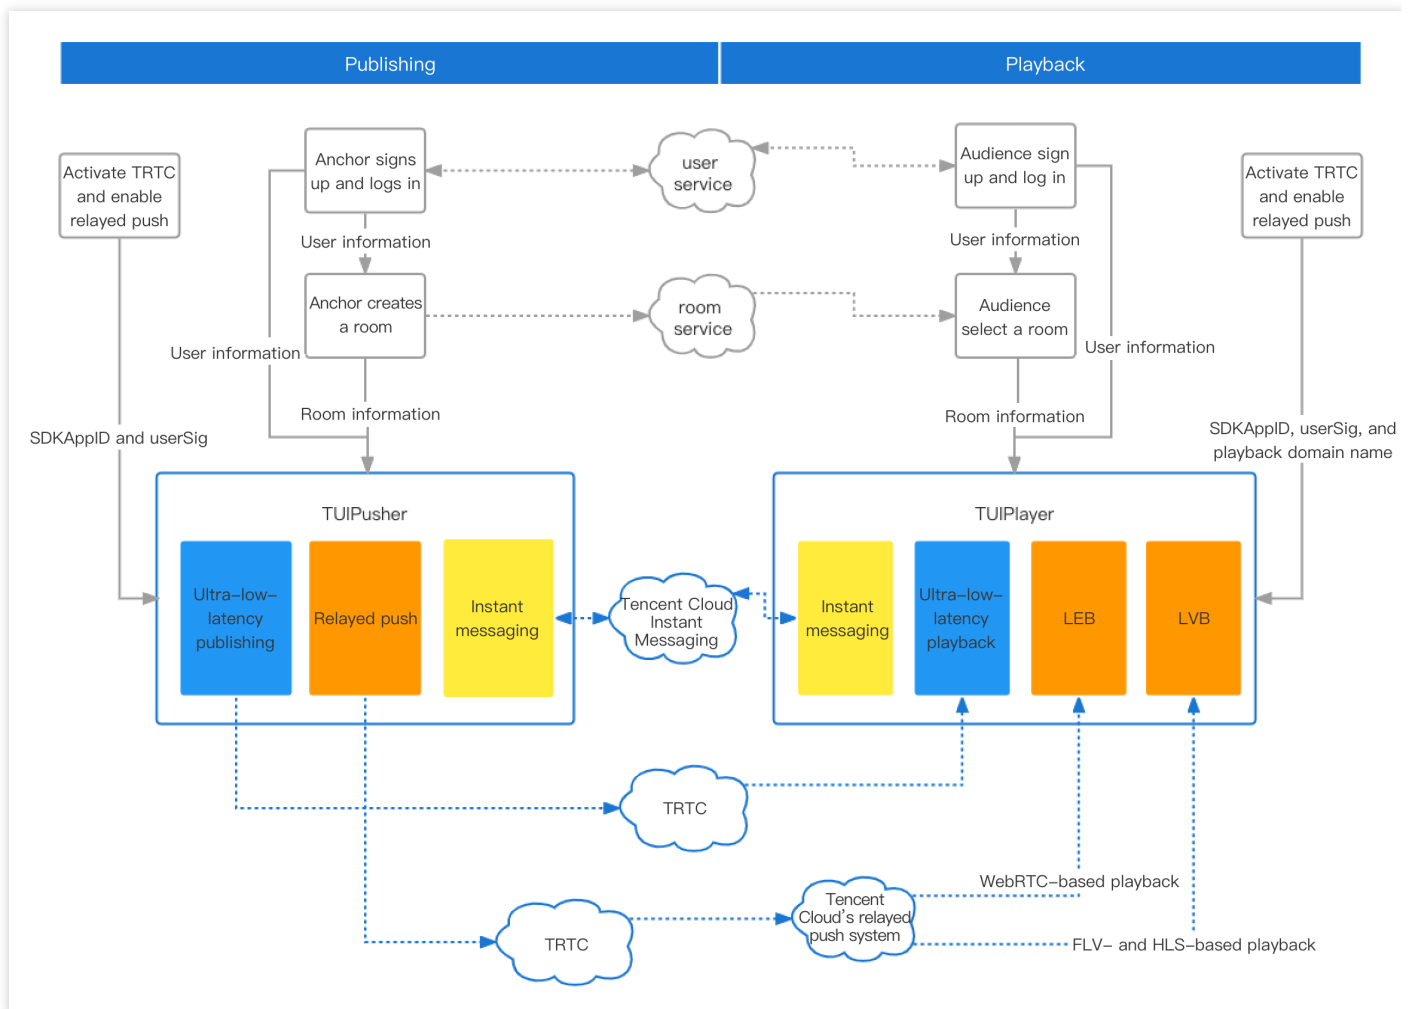 Publishing
Playback
Activate TRTC
and enable
relayed push
Anchor signs
up and logs in
user
service
Audience sign
up and log in
Activate TRTC
and enable
relayed push
User information
User information
Anchor creates
a room
room
service
Audience
select a room
User information
User information
Room information
Room information
SDKAppID and userSig
SDKAppID, userSig, and
playback domain name
TUIPusher
Ultra-low-
latency
publishing
Relayed push
Instant
messaging
Tencent Cloud
Instant
Messaging
TUIPlayer
Instant
messaging
Ultra-low-
latency
playback
LEB
LVB
TRTC
WebRTC-based playback
TRTC
Tencent
Cloud's relayed
push system
FLV- and HLS-based playback